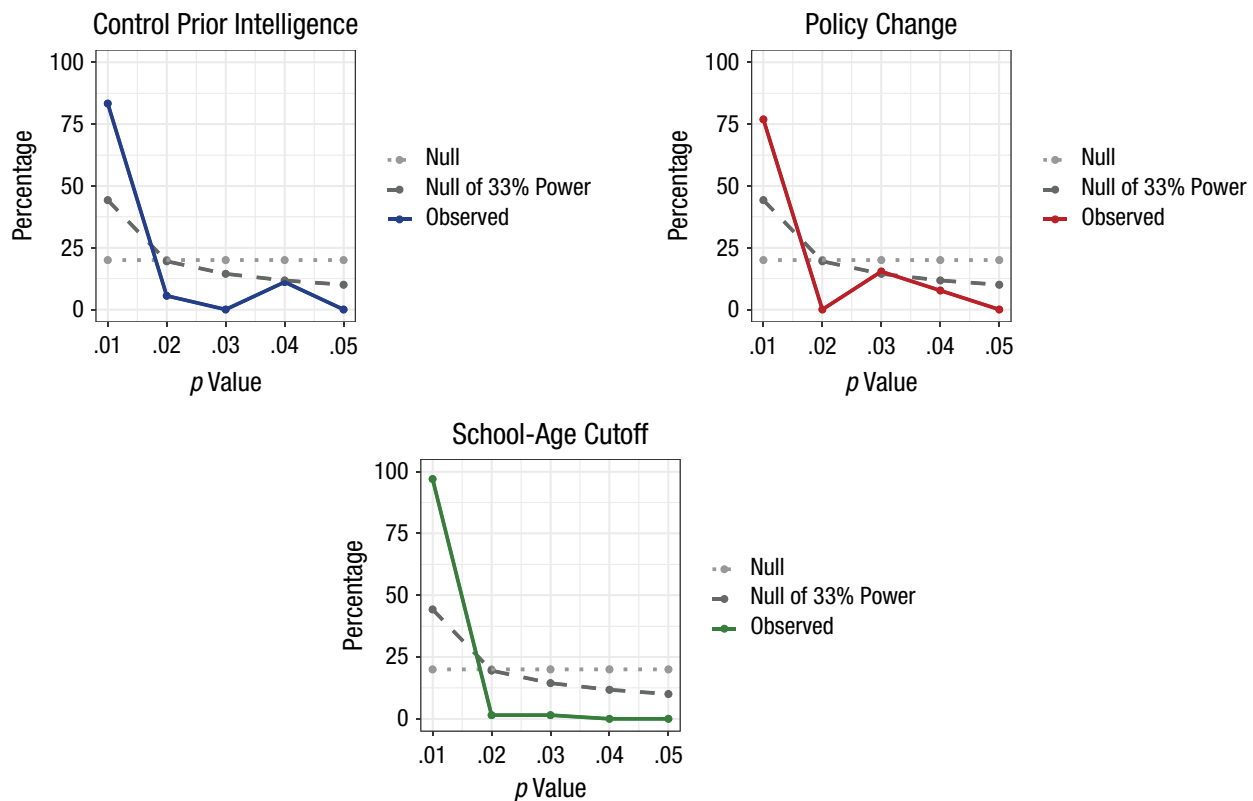 Control Prior Intelligence
100
75
50
25
0
Percentage
.01 .02 .03 .04 .05
p Value
Null
Null of 33% Power
Observed
Policy Change
100
75
50
25
0
Percentage
.01 .02 .03 .04 .05
p Value
Null
Null of 33% Power
Observed
School-Age Cutoff
100
75
50
25
0
Percentage
.01 .02 .03 .04 .05
p Value
Null
Null of 33% Power
Observed